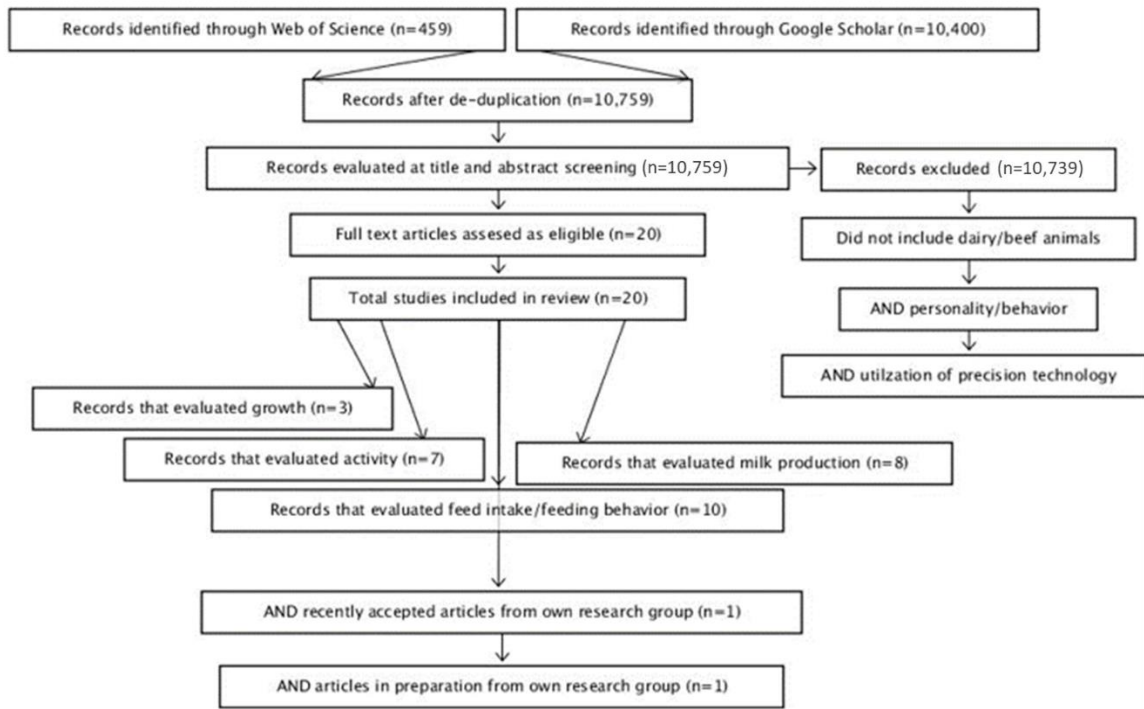 Records identified through Web of Science (n=459)
Records identified through Google Scholar (n=10,400)
Records after de-duplication (n=10,759)
Records evaluated at title and abstract screening (n=10,759)
Records excluded (n=10,739)
Full text articles assesed as eligible (n=20)
Did not include dairy/beef animals
Total studies included in review (n=20)
AND personality/behavior
AND utilzation of precision technology
Records that evaluated growth (n=3)
Records that evaluated activity (n=7)
Records that evaluated milk production (n=8)
Records that evaluated feed intake/feeding behavior (n=10)
AND recently accepted articles from own research group (n=1)
AND articles in preparation from own research group (n=1)